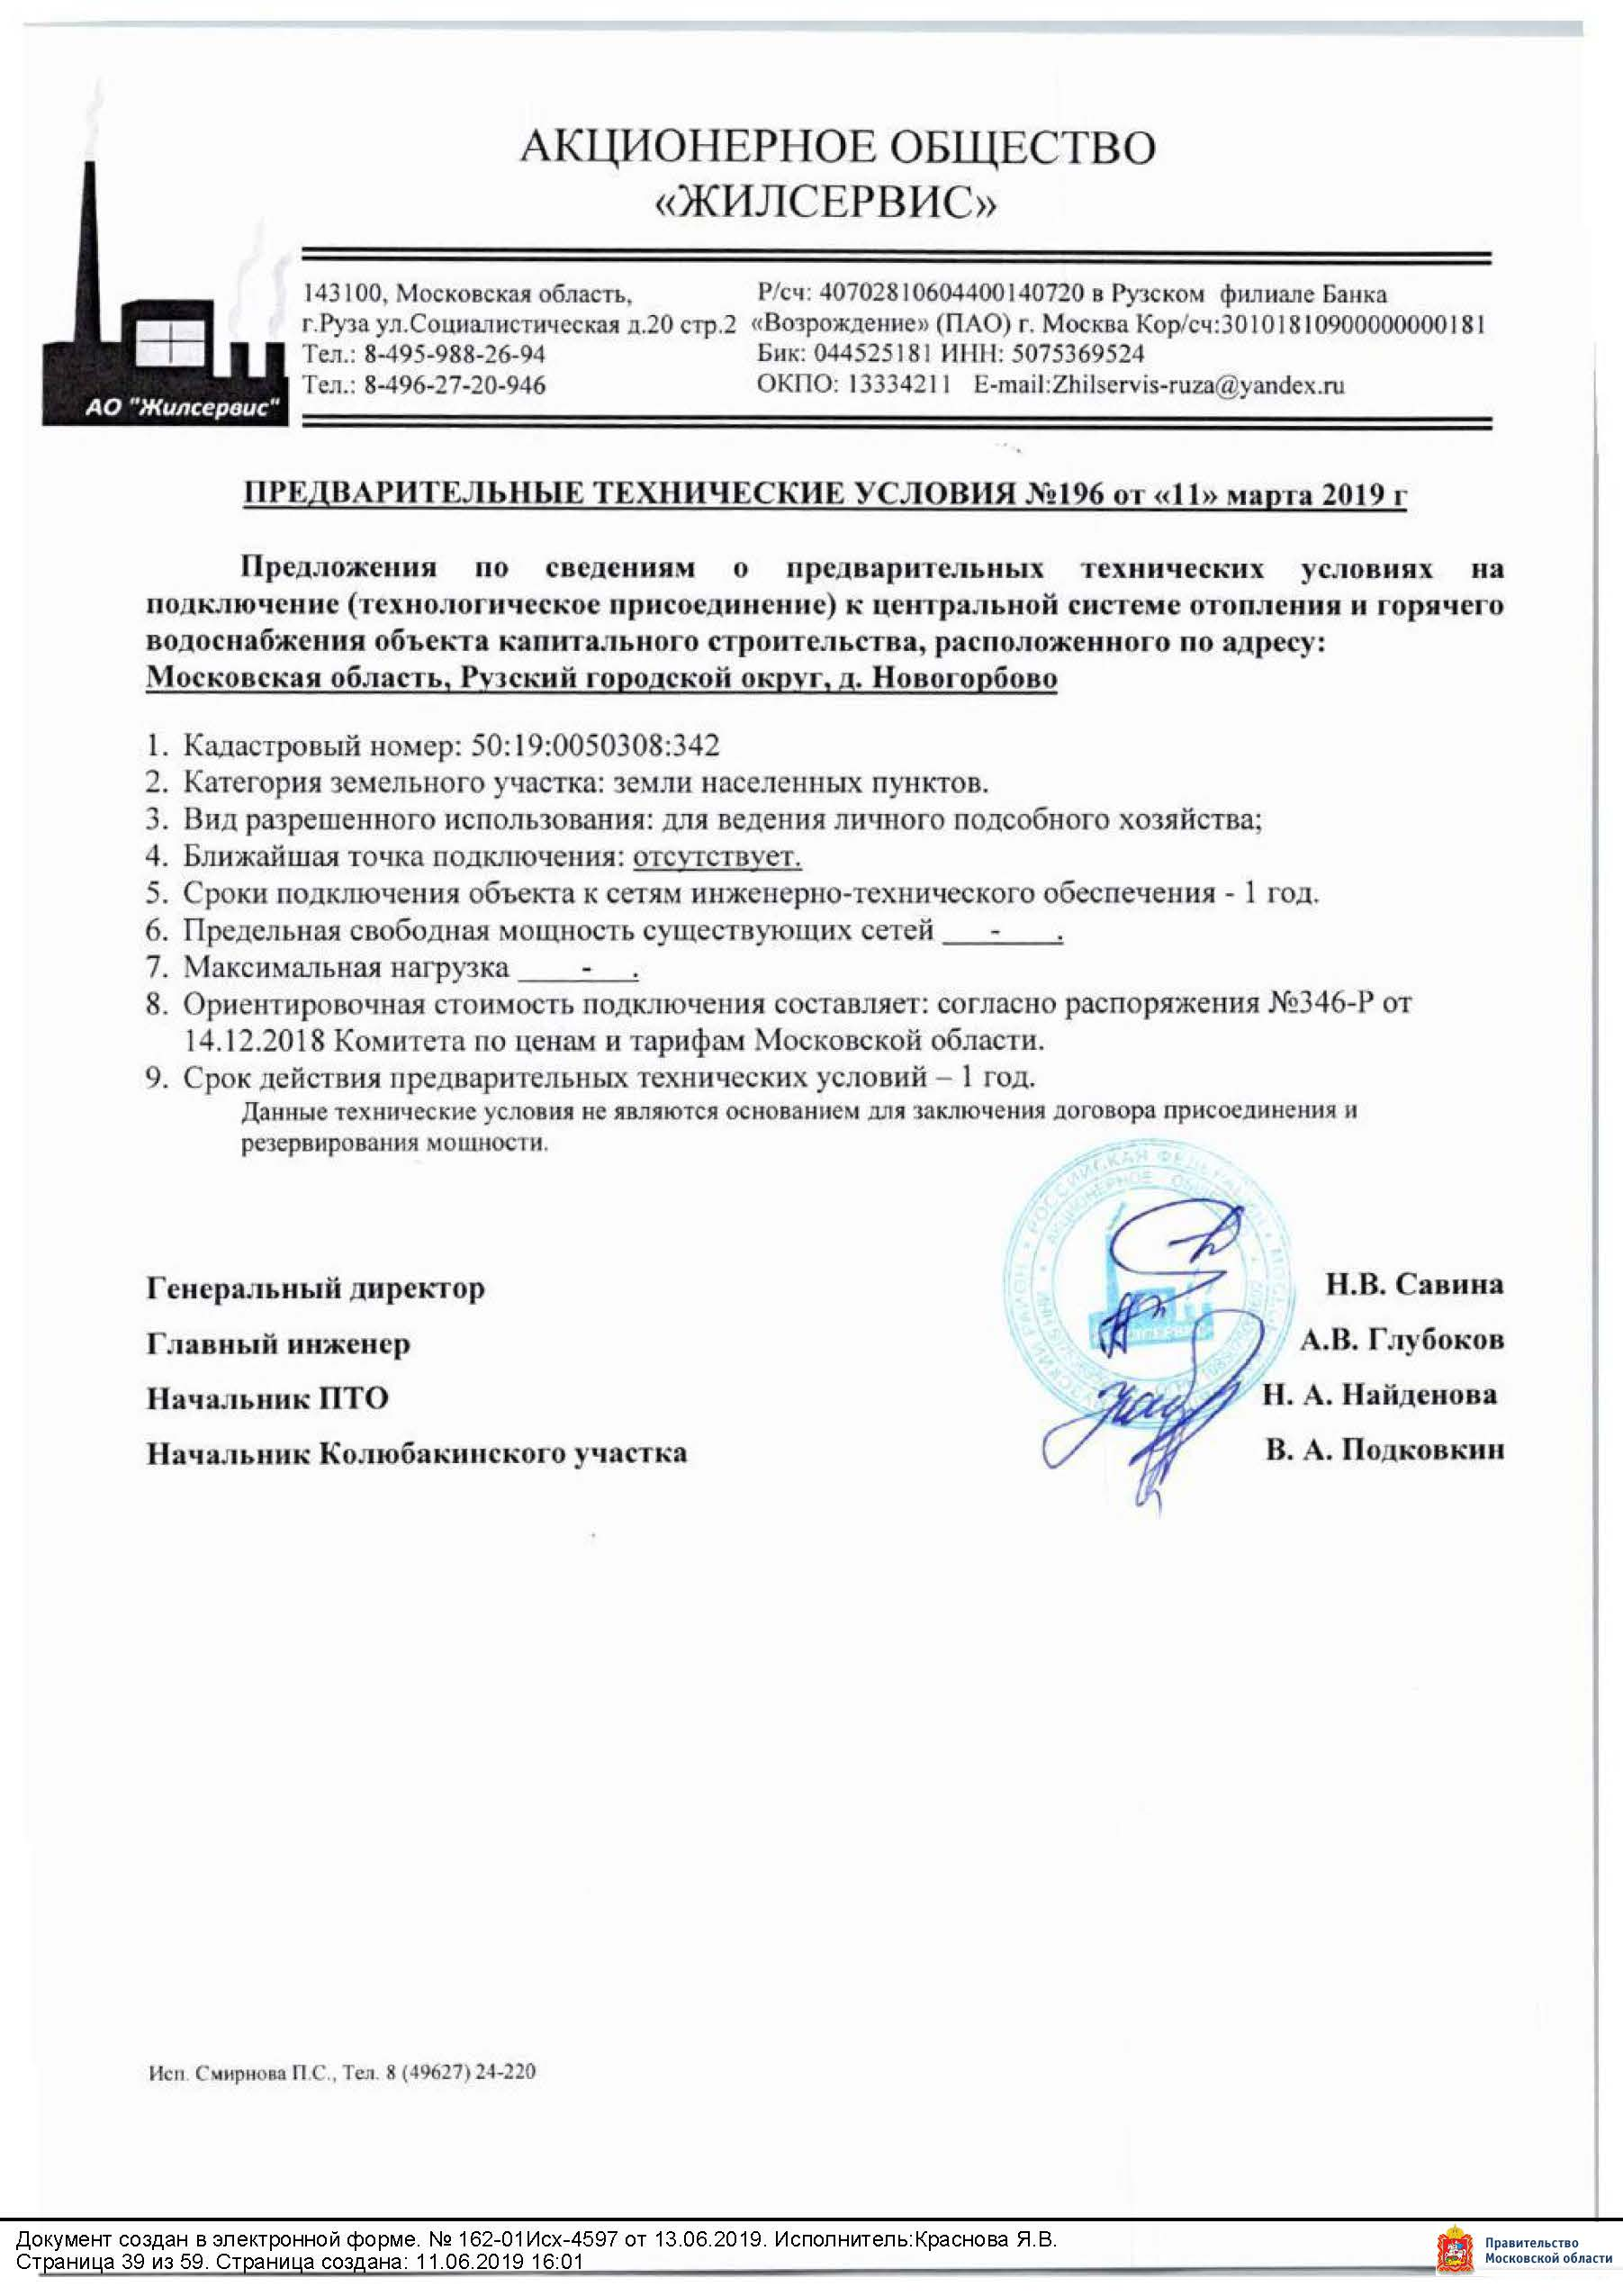 АКЦИОНЕРНОЕ ОБЩЕСТВО
«ЖИЛСЕРВИС»
АО "Жилсервис"
143100, Московская область,
г.Руза ул.Социалистическая д.20 стр.2
Тел.: 8-495-988-26-94
Тел.: 8-496-27-20-946
Р/сч: 40702810604400140720 в Рузском филиале Банка
«Возрождение» (ПАО) г. Москва Кор/сч:30101810900000000181
Бик: 044525181 ИНН: 5075369524
ОКПО: 13334211 E-mail:Zhilservis-ruza@yandex.ru
ПРЕДВАРИТЕЛЬНЫЕ ТЕХНИЧЕСКИЕ УСЛОВИЯ №196 от «11» марта 2019 г
Предложения по сведениям о предварительных технических условиях на
подключение (технологическое присоединение) к центральной системе отопления и горячего
водоснабжения объекта капитального строительства, расположенного по адресу:
Московская область, Рузский городской округ, д. Новогорбово
1. Кадастровый номер: 50:19:0050308:342
2. Категория земельного участка: земли населенных пунктов.
3. Вид разрешенного использования: для ведения личного подсобного хозяйства;
4. Ближайшая точка подключения: отсутствует.
5. Сроки подключения объекта к сетям инженерно-технического обеспечения - 1 год.
6. Предельная свободная мощность существующих сетей ___-____.
7. Максимальная нагрузка ____-___.
8. Ориентировочная стоимость подключения составляет: согласно распоряжения №346-Р от
14.12.2018 Комитета по ценам и тарифам Московской области.
9. Срок действия предварительных технических условий – 1 год.
Данные технические условия не являются основанием для заключения договора присоединения и
резервирования мощности.
РОССИЙСКАЯ ФЕДЕРАЦИЯ
АКЦИОНЕРНОЕ
Генеральный директор Н.В. Савина
Главный инженер А.В. Глубоков
Начальник ПТО Н. А. Найденова
Начальник Колюбакинского участка В. А. Подковкин
Исп. Смирнова П.С., Тел. 8 (49627) 24-220
Документ создан в электронной форме. № 162-01Исх-4597 от 13.06.2019. Исполнитель:Краснова Я.В.
Страница 39 из 59. Страница создана: 11.06.2019 16:01
Правительство
Московской области